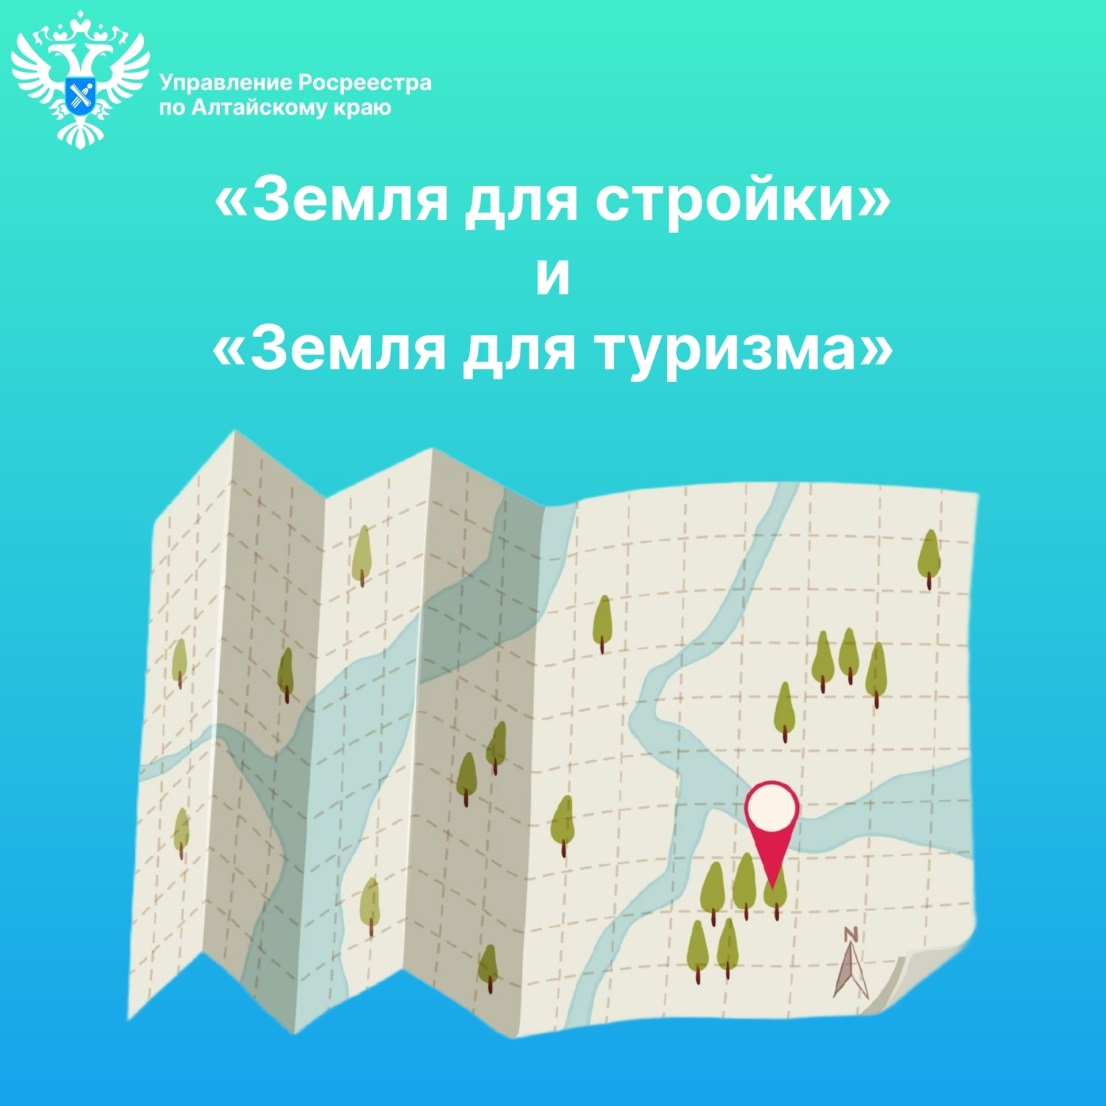 Управление Росреестра
по Алтайскому краю
«Земля для стройки»
и
«Земля для туризма»
N